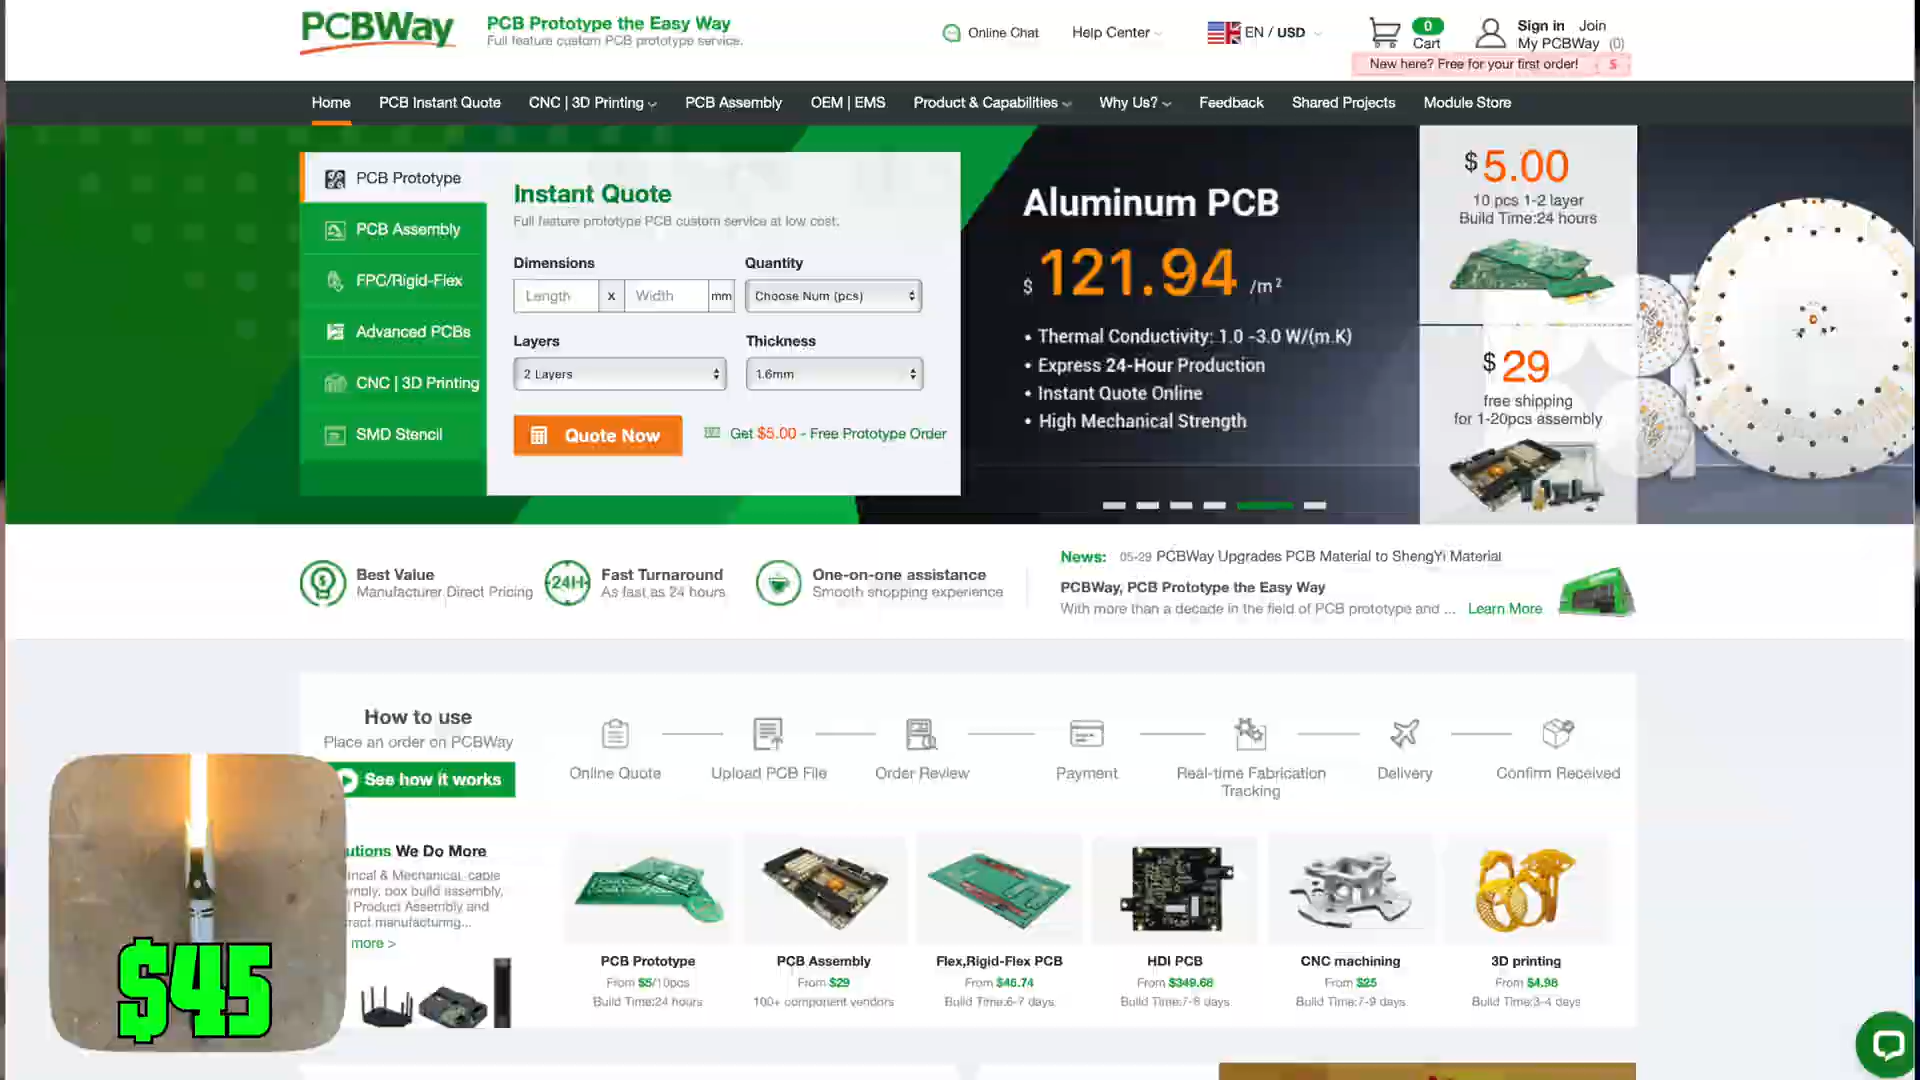 PCBWay
PCB Prototype the Easy Way
Full feature custom PCB prototype service.
Online Chat
Help Center
EN / USD
0
Cart
Sign in Join
My PCBWay (0)
New here? Free for your first order! $
Home PCB Instant Quote CNC | 3D Printing PCB Assembly OEM | EMS Product & Capabilities Why Us? Feedback Shared Projects Module Store
PCB Prototype
PCB Assembly
FPC/Rigid-Flex
Advanced PCBs
CNC | 3D Printing
SMD Stencil
Instant Quote
Full feature prototype PCB custom service at low cost.
Dimensions
Quantity
Length x Width mm
Choose Num (pcs)
Layers
Thickness
2 Layers
1.6mm
Quote Now
Get $5.00 - Free Prototype Order
Aluminum PCB
$ 121.94 /m²
• Thermal Conductivity: 1.0 -3.0 W/(m.K)
• Express 24-Hour Production
• Instant Quote Online
• High Mechanical Strength
$5.00
10 pcs 1-2 layer
Build Time:24 hours
$29
free shipping
for 1-20pcs assembly
Best Value
Manufacturer Direct Pricing
24H
Fast Turnaround
As fast as 24 hours
One-on-one assistance
Smooth shopping experience
News: 05-29 PCBWay Upgrades PCB Material to ShengYi Material
PCBWay, PCB Prototype the Easy Way
With more than a decade in the field of PCB prototype and ... Learn More
How to use
Place an order on PCBWay
See how it works
Online Quote
Upload PCB File
Order Review
Payment
Real-time Fabrication
Tracking
Delivery
Confirm Received
utions We Do More
rical & Mechanical, cable
mbly, box build assembly,
l Product Assembly and
ract manufacturing...
more >
PCB Prototype
From $5/10pcs
Build Time:24 hours
PCB Assembly
From $29
100+ component vendors
Flex,Rigid-Flex PCB
From $46.74
Build Time:6-7 days
HDI PCB
From $349.68
Build Time:7-8 days
CNC machining
From $25
Build Time:7-9 days
3D printing
From $4.98
Build Time:3-4 days
$45